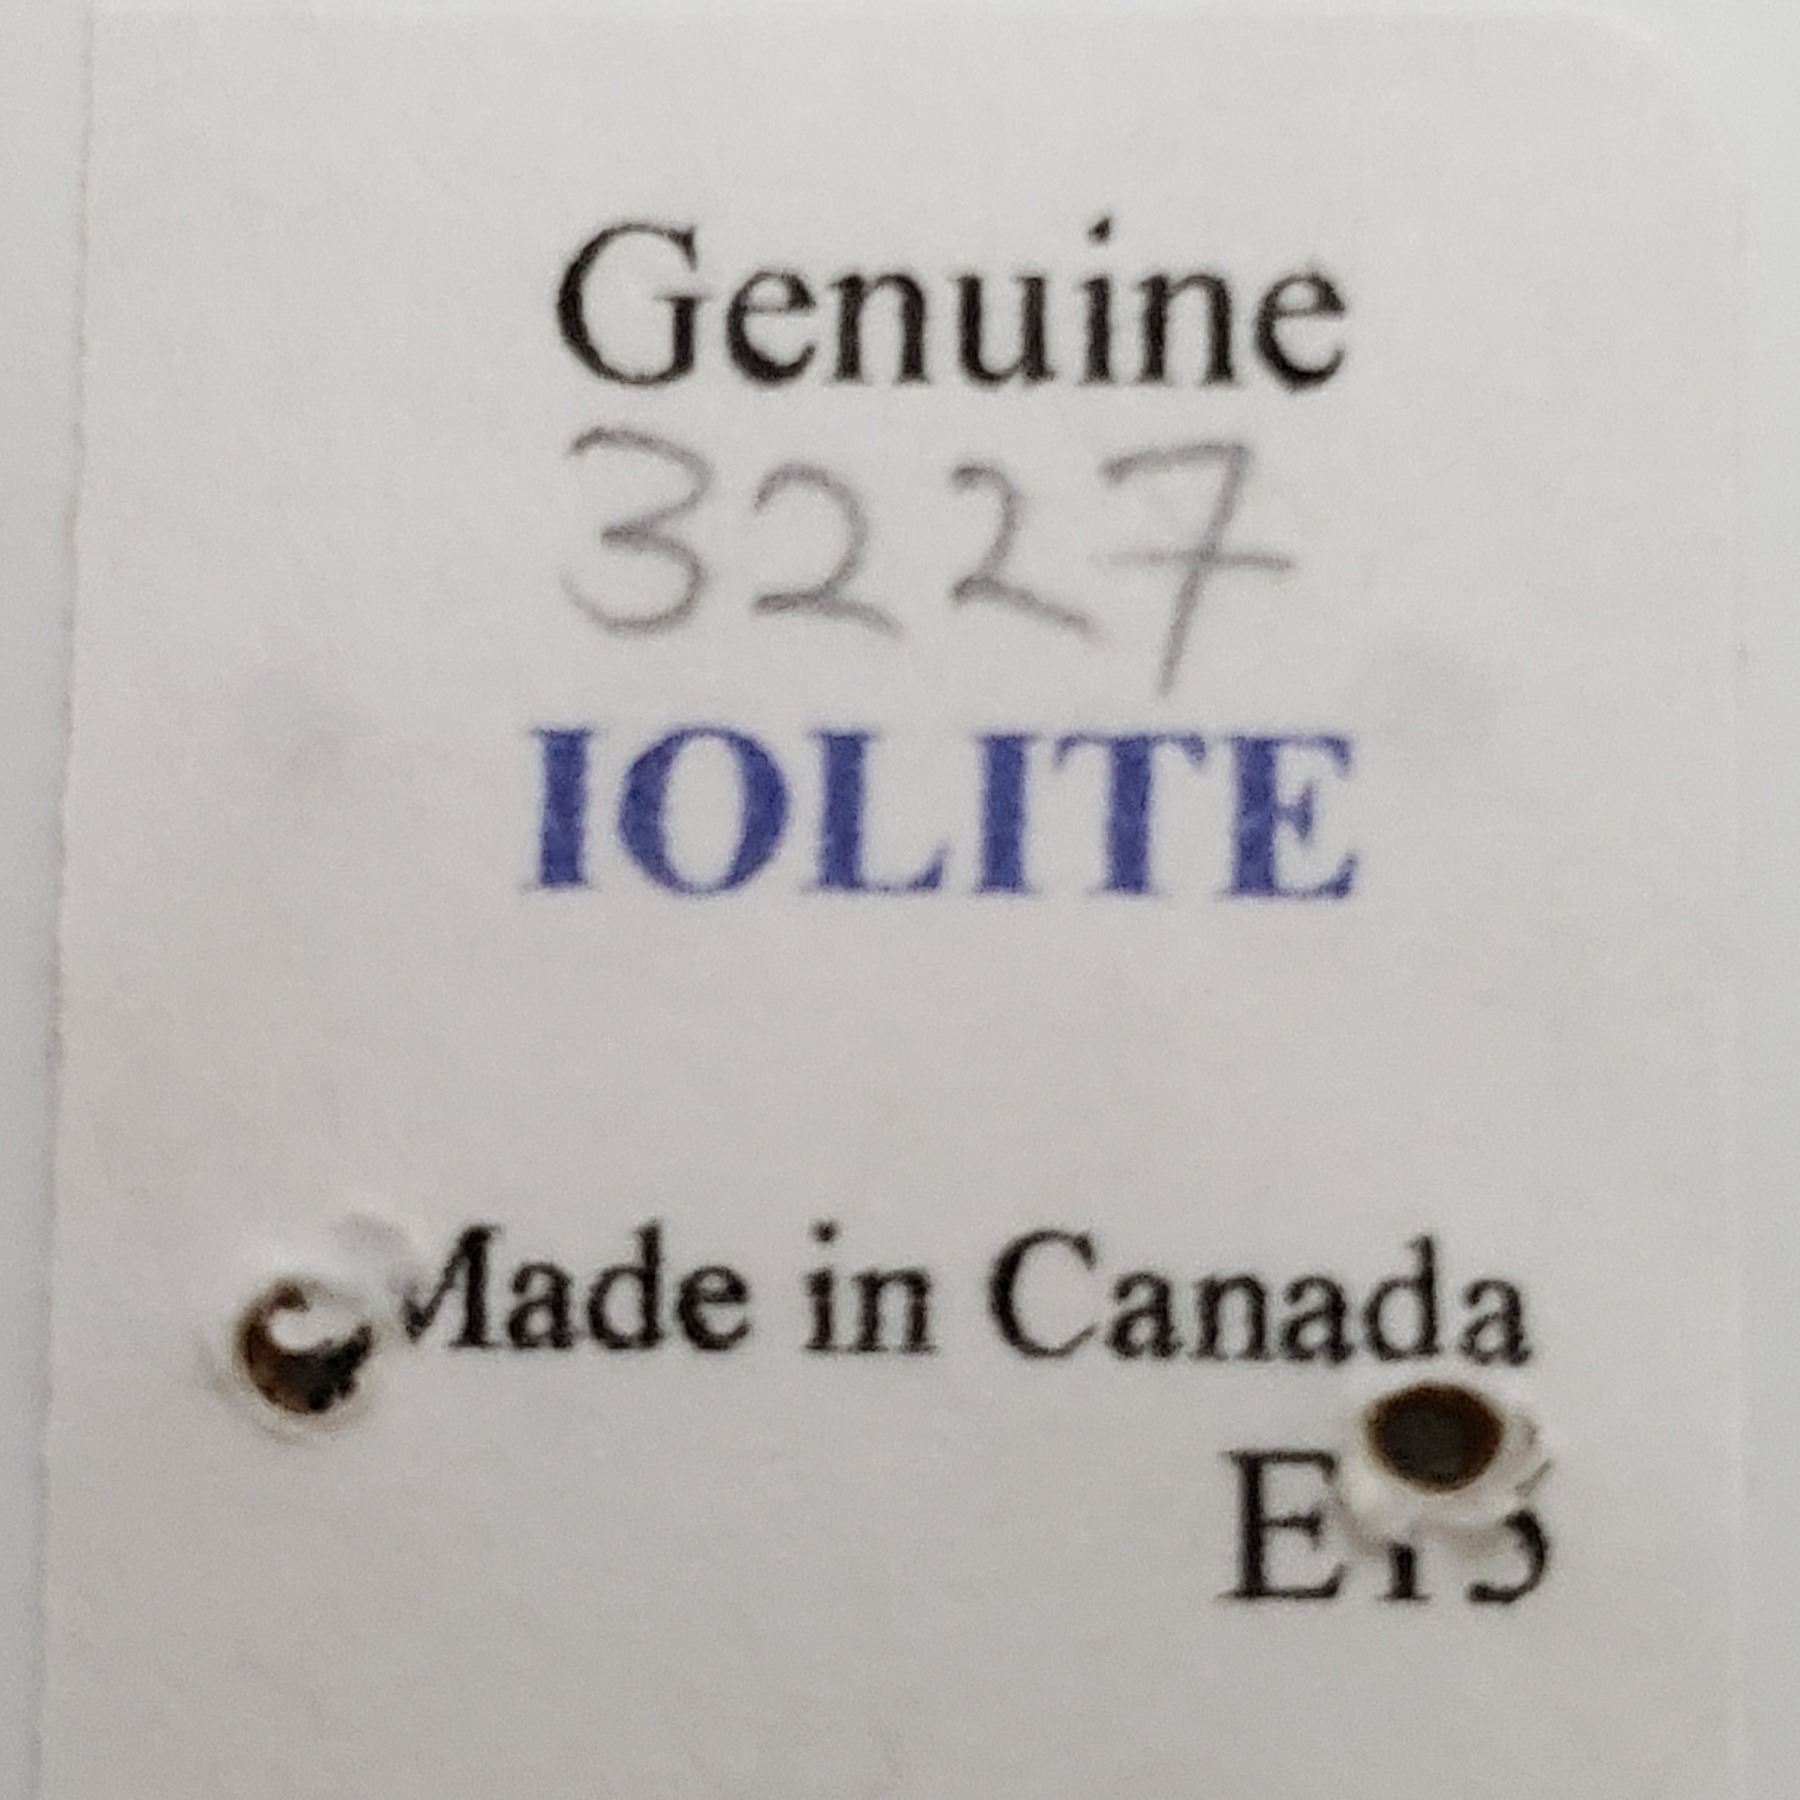 Genuine
3227
IOLITE
Made in Canada